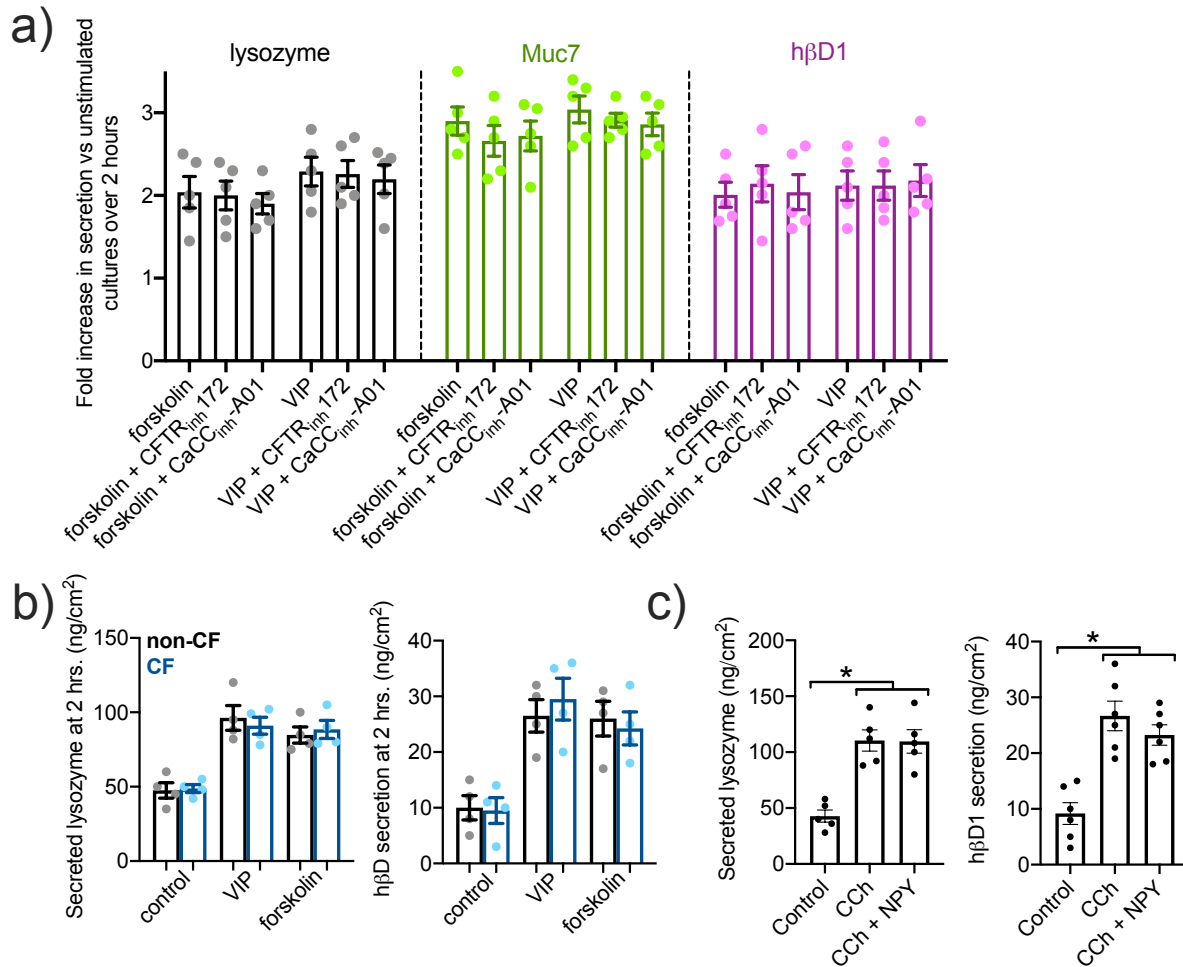 a)
Fold increase in secretion vs unstimulated
cultures over 2 hours
lysozyme
Muc7
hβD1
3
2
1
0
forskolin
forskolin + CFTRinh 172
forskolin + CaCCinh-A01
VIP
VIP + CFTRinh 172
VIP + CaCCinh-A01
forskolin
forskolin + CFTRinh 172
forskolin + CaCCinh-A01
VIP
VIP + CFTRinh 172
VIP + CaCCinh-A01
forskolin
forskolin + CFTRinh 172
forskolin + CaCCinh-A01
VIP
VIP + CFTRinh 172
VIP + CaCCinh-A01
b)
Secreted lysozyme at 2 hrs. (ng/cm²)
150
100
50
0
non-CF
CF
control
VIP
forskolin
hβD secretion at 2 hrs. (ng/cm²)
40
30
20
10
0
control
VIP
forskolin
c)
Secreted lysozyme (ng/cm²)
200
150
100
50
0
*
Control
CCh
CCh + NPY
hβD1 secretion (ng/cm²)
40
30
20
10
0
*
Control
CCh
CCh + NPY